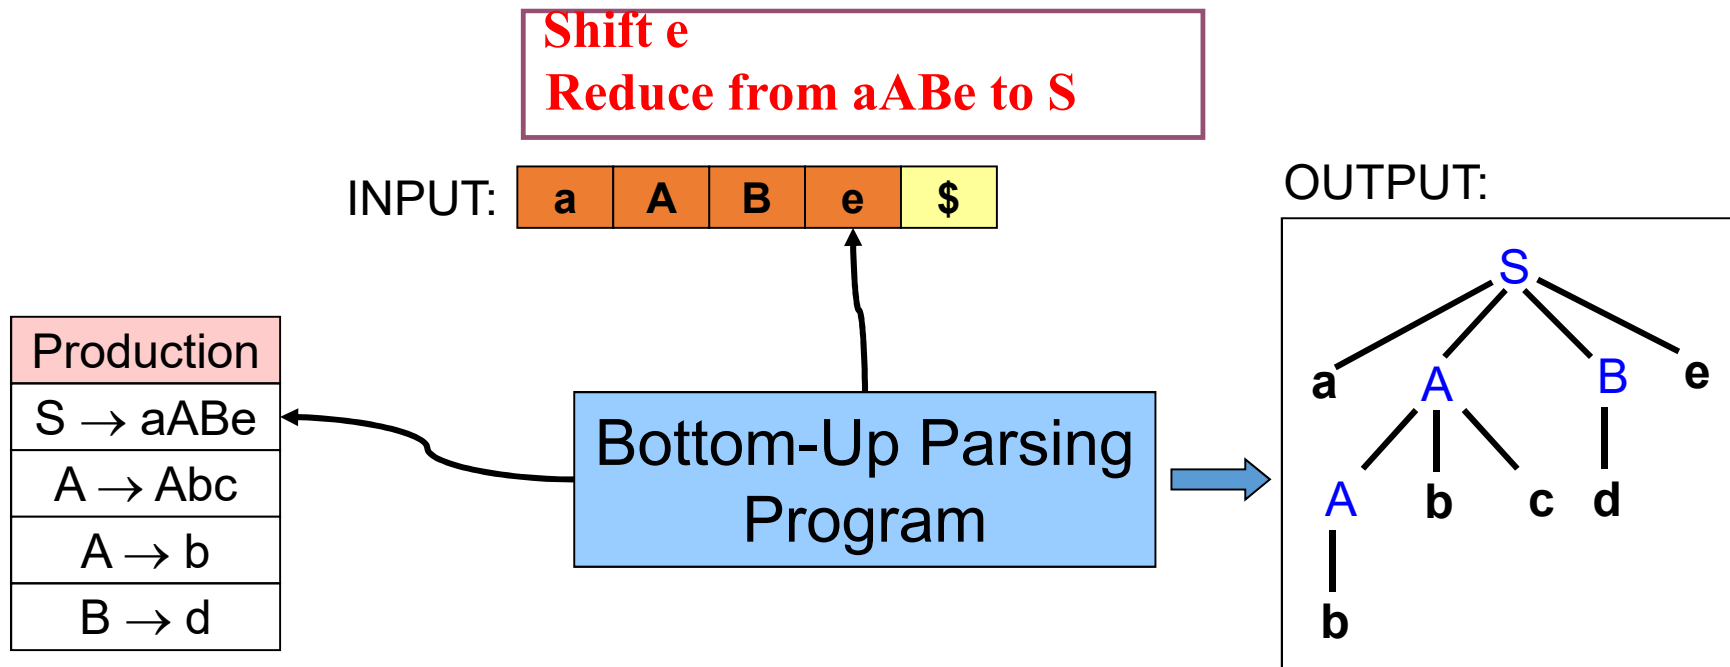 Shift e
Reduce from aABe to S
INPUT: a A B e $
OUTPUT:
Production
S → aABe
A → Abc
A → b
B → d
Bottom-Up Parsing
Program
S
a A B e
A b c d
b